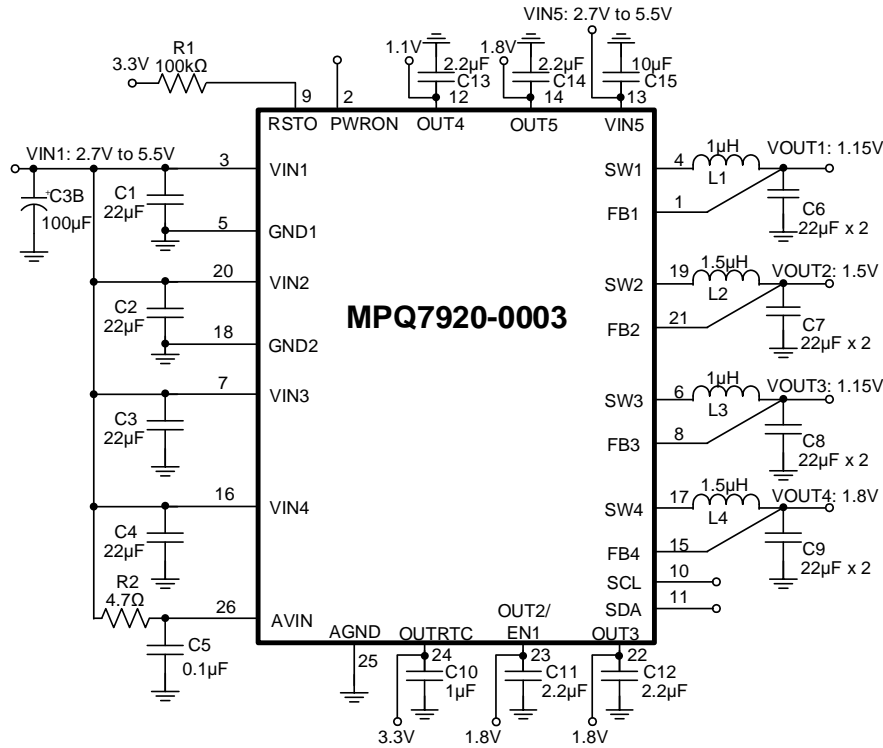 VIN5: 2.7V to 5.5V
R1
100kΩ
3.3V
1.1V
2.2µF
C13
1.8V
2.2µF
C14
10µF
C15
9
2
12
14
13
RSTO
PWRON
OUT4
OUT5
VIN5
VIN1: 2.7V to 5.5V
3
VIN1
SW1
4
1µH
L1
VOUT1: 1.15V
+
C3B
100µF
C1
22µF
5
GND1
FB1
1
C6
22µF x 2
20
VIN2
SW2
19
1.5µH
L2
VOUT2: 1.5V
C2
22µF
18
GND2
MPQ7920-0003
FB2
21
C7
22µF x 2
7
VIN3
SW3
6
1µH
L3
VOUT3: 1.15V
C3
22µF
FB3
8
C8
22µF x 2
16
VIN4
SW4
17
1.5µH
L4
VOUT4: 1.8V
C4
22µF
FB4
15
C9
22µF x 2
R2
4.7Ω
SCL
10
SDA
11
26
AVIN
C5
0.1µF
AGND
OUTRTC
OUT2/
EN1
OUT3
25
24
23
22
C10
1µF
C11
2.2µF
C12
2.2µF
3.3V
1.8V
1.8V